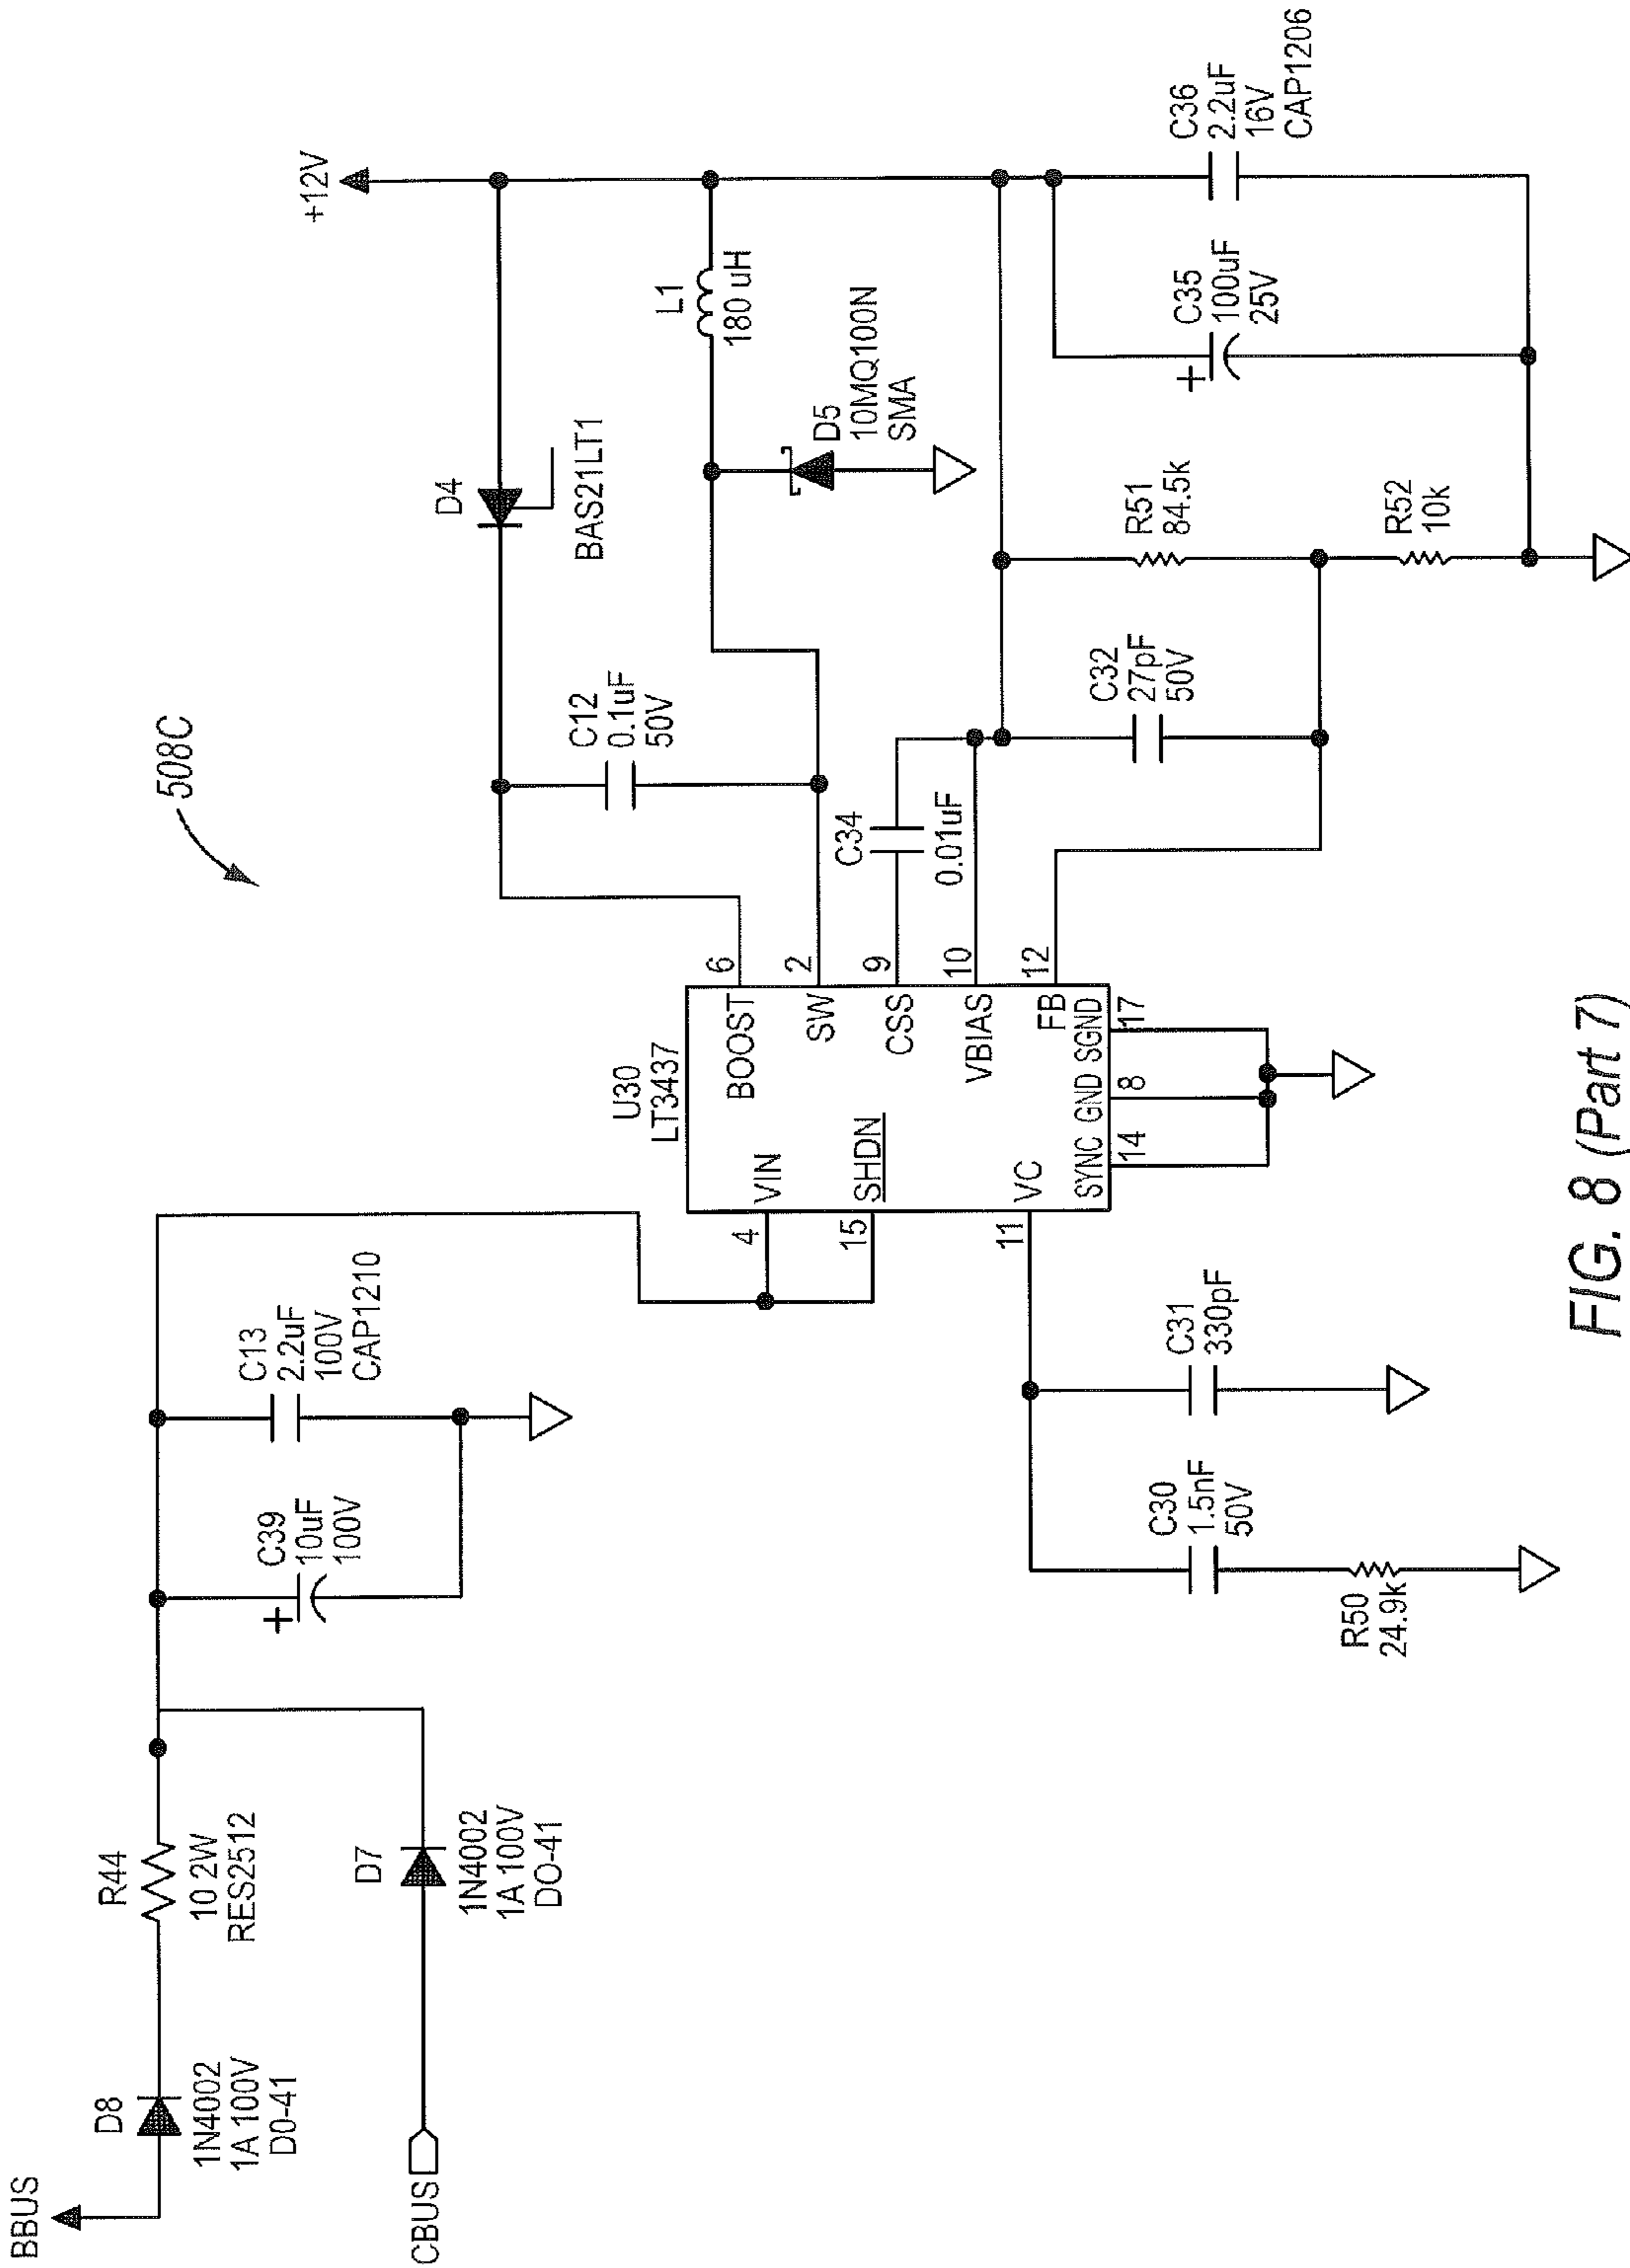 508C
BBUS
D8
1N4002
1A 100V
D0-41
R44
10 2W
RES2512
CBUS
D7
1N4002
1A 100V
DO-41
C39
10uF
100V
+
C13
2.2uF
100V
CAP1210
U30
LT3437
4
VIN
15
SHDN
11
VC
BOOST
6
SW
2
CSS
9
VBIAS
10
FB
12
SYNC GND SGND
14
8
17
C30
1.5nF
50V
R50
24.9k
C31
330pF
C12
0.1uF
50V
D4
BAS21LT1
+12V
L1
180 uH
D5
10MQ100N
SMA
C34
0.01uF
C32
27pF
50V
R51
84.5k
R52
10k
+
C35
100uF
25V
C36
2.2uF
16V
CAP1206
FIG. 8 (Part 7)